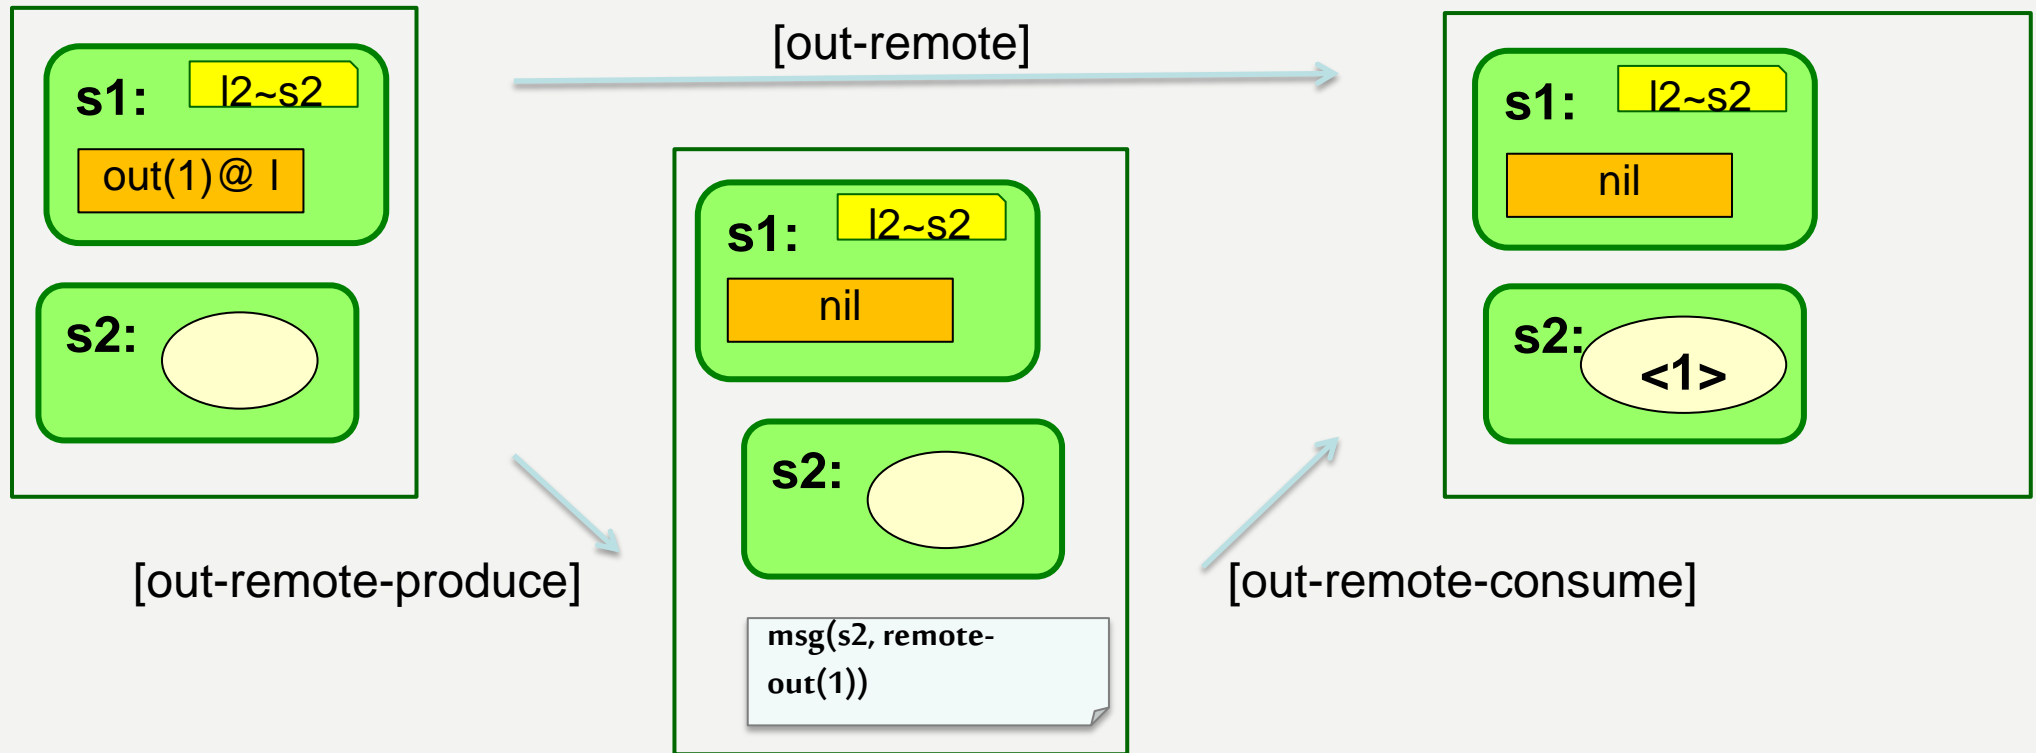 [out-remote]
s1:
l2~s2
out(1)@ l
s2:
s1:
l2~s2
nil
s2:
msg(s2, remote-
out(1))
s1:
l2~s2
nil
s2:
<1>
[out-remote-produce]
[out-remote-consume]